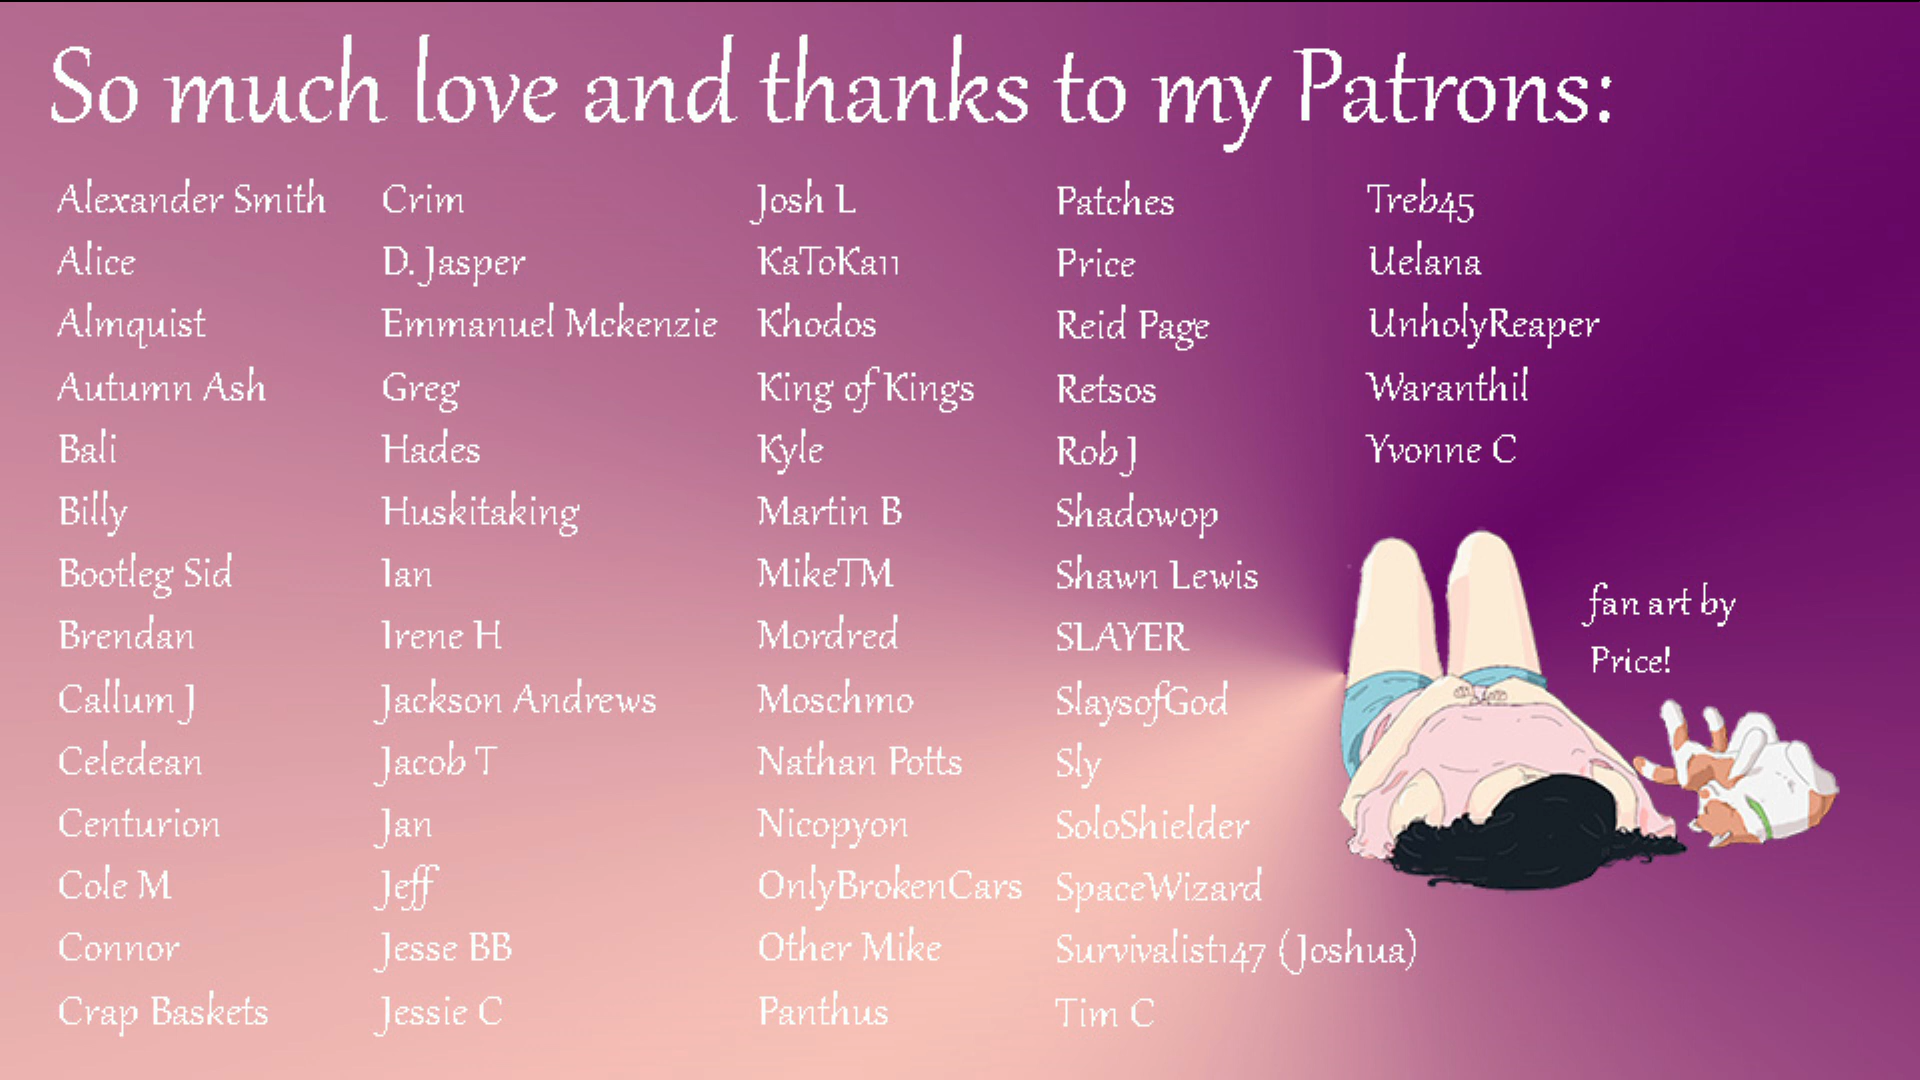 So much love and thanks to my Patrons:
Alexander Smith
Alice
Almquist
Autumn Ash
Bali
Billy
Bootleg Sid
Brendan
Callum J
Celedean
Centurion
Cole M
Connor
Crap Baskets
Crim
D. Jasper
Emmanuel Mckenzie
Greg
Hades
Huskitaking
Ian
Irene H
Jackson Andrews
Jacob T
Jan
Jeff
Jesse BB
Jessie C
Josh L
KaToKa11
Khodos
King of Kings
Kyle
Martin B
MikeTM
Mordred
Moschmo
Nathan Potts
Nicopyon
OnlyBrokenCars
Other Mike
Panthus
Patches
Price
Reid Page
Retsos
Rob J
Shadowop
Shawn Lewis
SLAYER
SlaysofGod
Sly
SoloShielder
SpaceWizard
Survivalist147 (Joshua)
Tim C
Treb45
Uelana
UnholyReaper
Waranthil
Yvonne C
fan art by
Price!